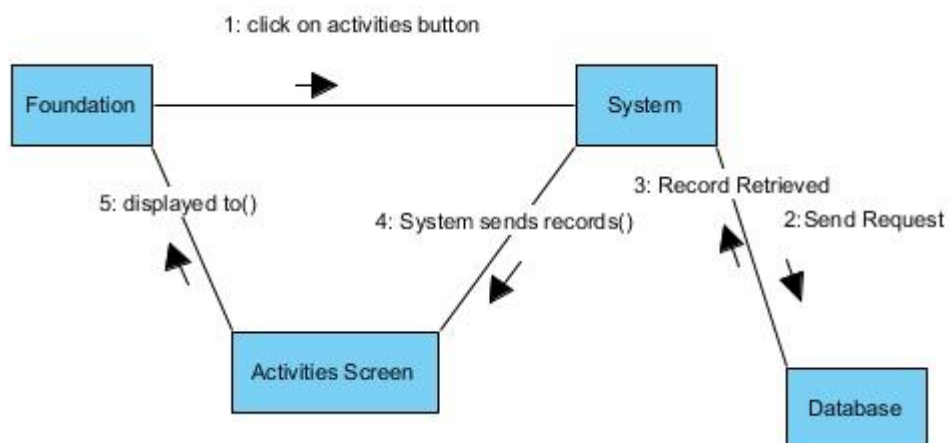 1: click on activities button
Foundation
System
5: displayed to()
4: System sends records()
3: Record Retrieved
2:Send Request
Activities Screen
Database